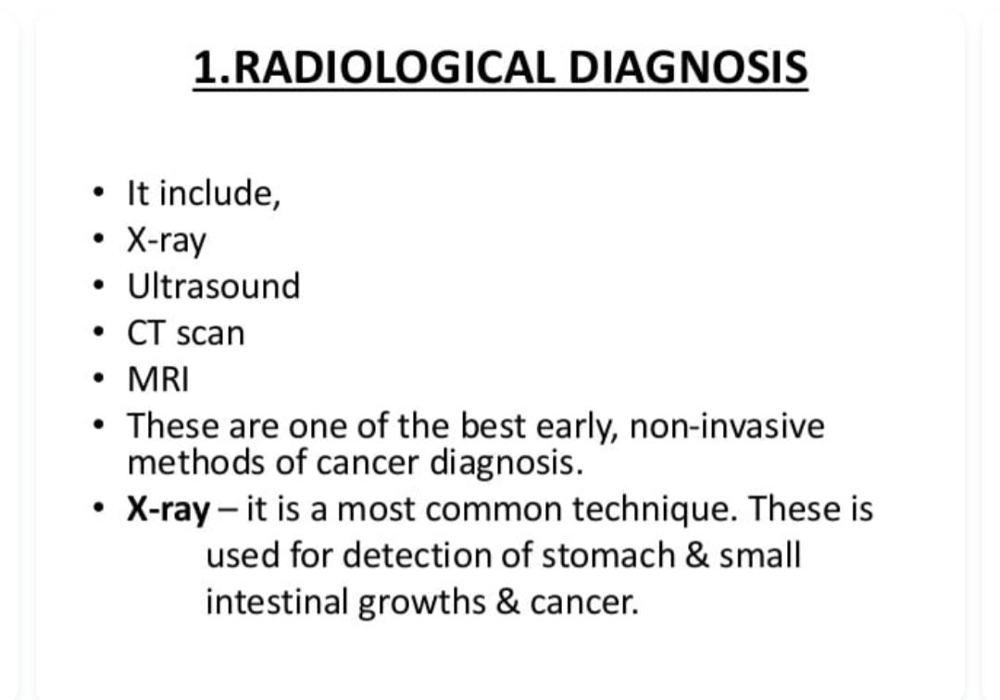 1.RADIOLOGICAL DIAGNOSIS
• It include,
• X-ray
• Ultrasound
• CT scan
• MRI
• These are one of the best early, non-invasive
methods of cancer diagnosis.
• X-ray – it is a most common technique. These is
used for detection of stomach & small
intestinal growths & cancer.